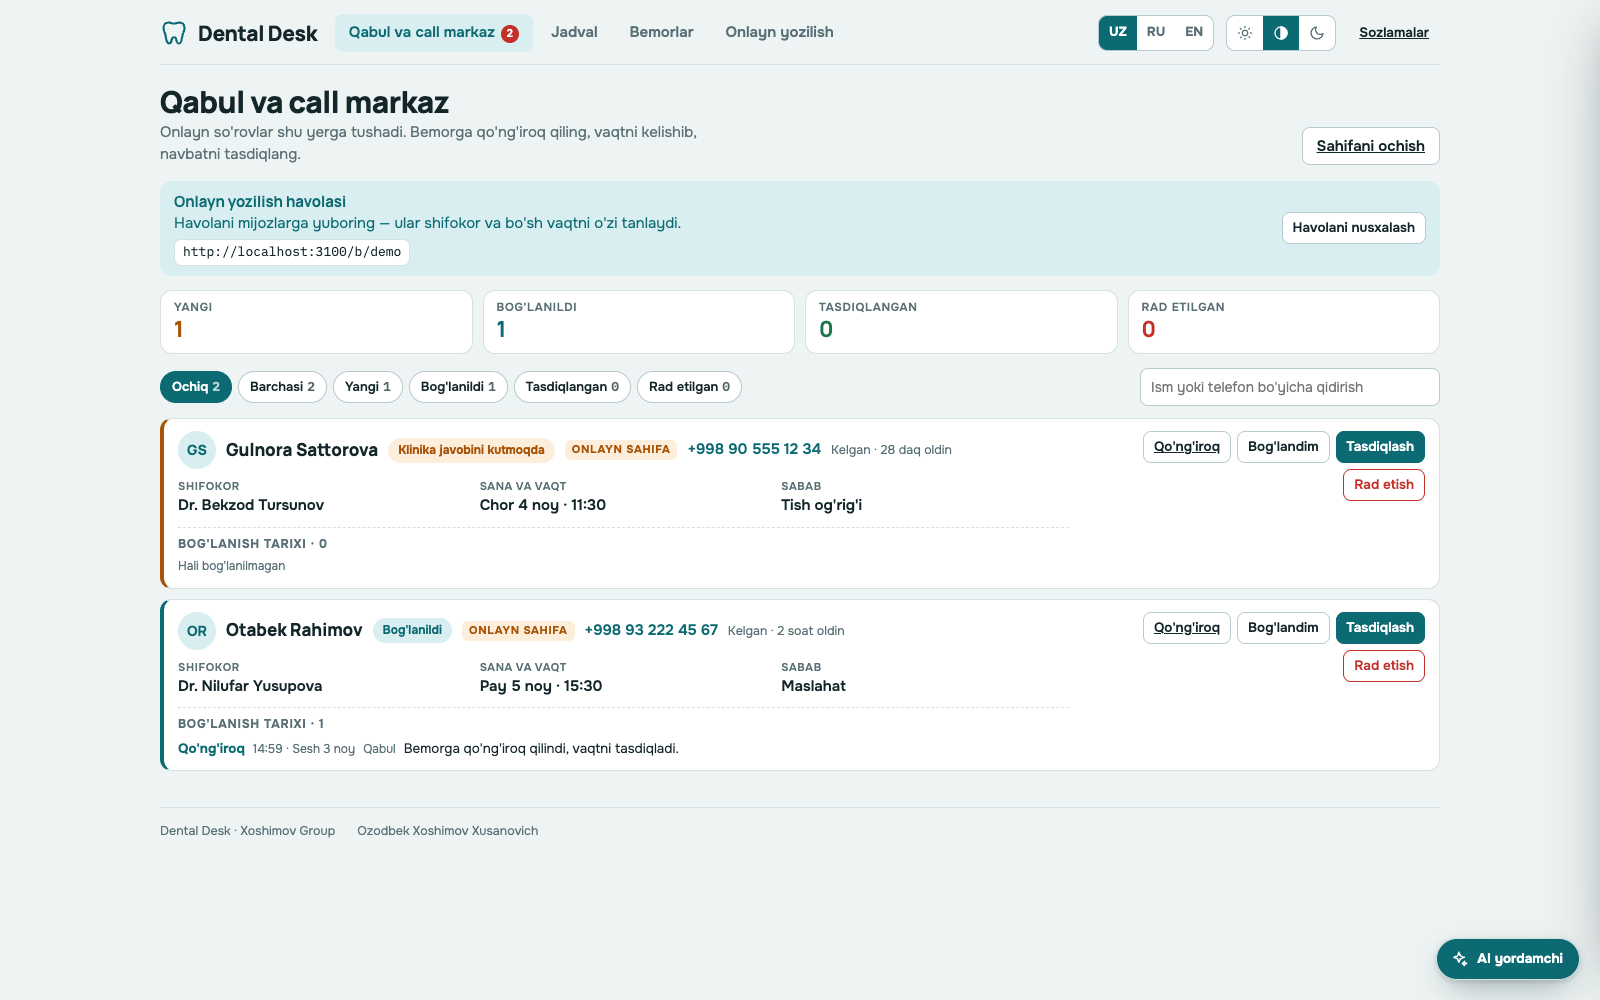 Dental Desk
Qabul va call markaz 2
Jadval
Bemorlar
Onlayn yozilish
UZ RU EN
Sozlamalar
Qabul va call markaz
Onlayn so'rovlar shu yerga tushadi. Bemorga qo'ng'iroq qiling, vaqtni kelishib,
navbatni tasdiqlang.
Sahifani ochish
Onlayn yozilish havolasi
Havolani mijozlarga yuboring — ular shifokor va bo'sh vaqtni o'zi tanlaydi.
http://localhost:3100/b/demo
Havolani nusxalash
YANGI
1
BOG'LANILDI
1
TASDIQLANGAN
0
RAD ETILGAN
0
Ochiq 2
Barchasi 2
Yangi 1
Bog'lanildi 1
Tasdiqlangan 0
Rad etilgan 0
Ism yoki telefon bo'yicha qidirish
GS Gulnora Sattorova Klinika javobini kutmoqda ONLAYN SAHIFA +998 90 555 12 34 Kelgan · 28 daq oldin
Qo'ng'iroq Bog'landim Tasdiqlash
Rad etish
SHIFOKOR
Dr. Bekzod Tursunov
SANA VA VAQT
Chor 4 noy · 11:30
SABAB
Tish og'rig'i
BOG'LANISH TARIXI · 0
Hali bog'lanilmagan
OR Otabek Rahimov Bog'lanildi ONLAYN SAHIFA +998 93 222 45 67 Kelgan · 2 soat oldin
Qo'ng'iroq Bog'landim Tasdiqlash
Rad etish
SHIFOKOR
Dr. Nilufar Yusupova
SANA VA VAQT
Pay 5 noy · 15:30
SABAB
Maslahat
BOG'LANISH TARIXI · 1
Qo'ng'iroq 14:59 · Sesh 3 noy Qabul Bemorga qo'ng'iroq qilindi, vaqtni tasdiqladi.
Dental Desk · Xoshimov Group Ozodbek Xoshimov Xusanovich
AI yordamchi